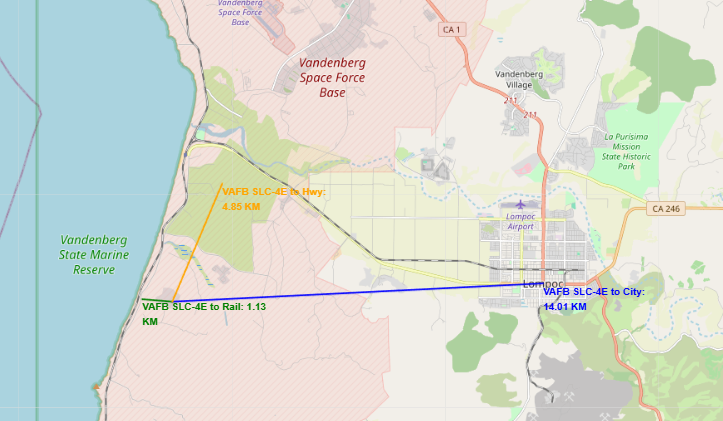 Vandenberg
Space Force
Base
CA 1
Vandenberg
Space Force
Base
Vandenberg
Village
211
211
La Purisima
Mission
State Historic
Park
VAFB SLC-4E to Hwy:
4.85 KM
CA 246
Lompoc
Airport
Vandenberg
State Marine
Reserve
Lompoc
VAFB SLC-4E to City:
14.01 KM
VAFB SLC-4E to Rail: 1.13
KM